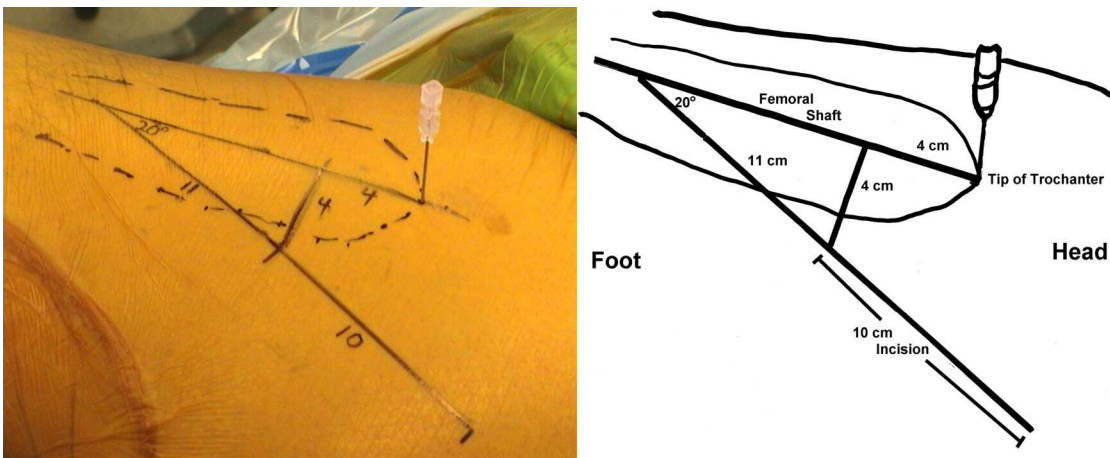 20°
11
4
4
10
20°
Femoral
Shaft
4 cm
11 cm
4 cm
Tip of Trochanter
Foot
Head
10 cm
Incision